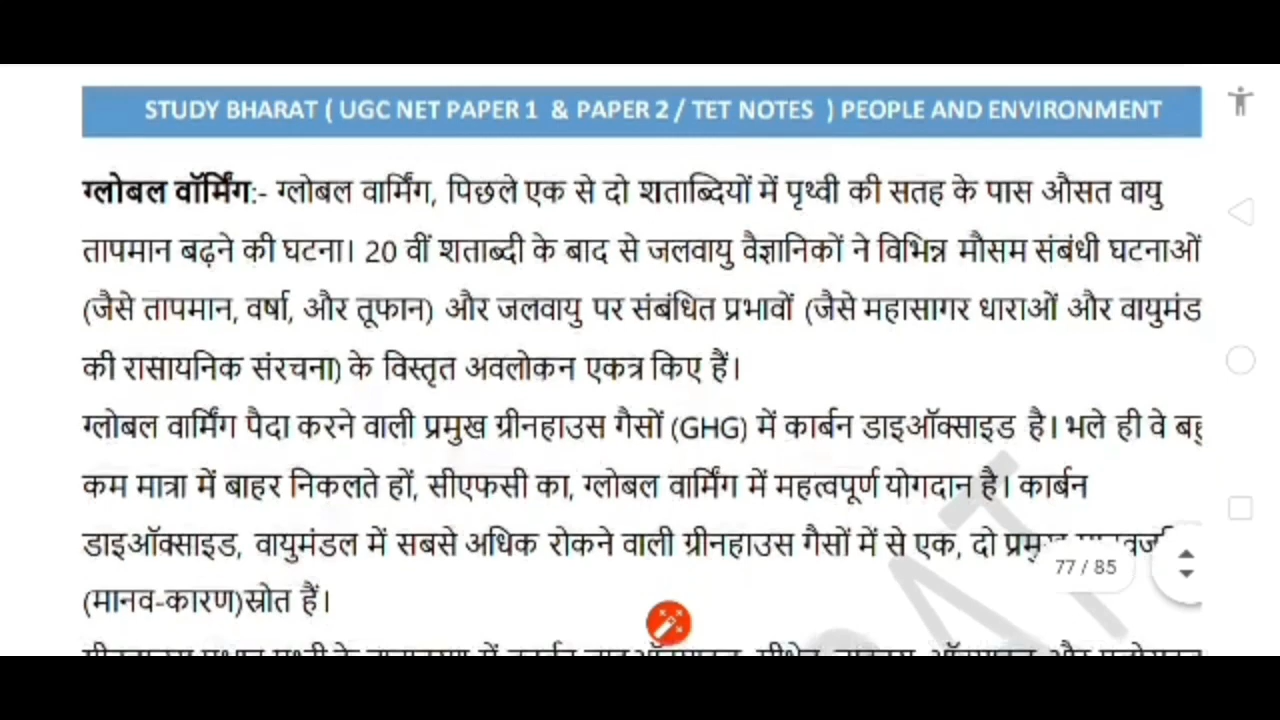 STUDY BHARAT ( UGC NET PAPER 1 & PAPER 2 / TET NOTES ) PEOPLE AND ENVIRONMENT
ग्लोबल वॉर्मिंग:- ग्लोबल वार्मिंग, पिछले एक से दो शताब्दियों में पृथ्वी की सतह के पास औसत वायु
तापमान बढ़ने की घटना। 20 वीं शताब्दी के बाद से जलवायु वैज्ञानिकों ने विभिन्न मौसम संबंधी घटनाओं
(जैसे तापमान, वर्षा, और तूफान) और जलवायु पर संबंधित प्रभावों (जैसे महासागर धाराओं और वायुमंड
की रासायनिक संरचना) के विस्तृत अवलोकन एकत्र किए हैं।
ग्लोबल वार्मिंग पैदा करने वाली प्रमुख ग्रीनहाउस गैसों (GHG) में कार्बन डाइऑक्साइड है। भले ही वे
कम मात्रा में बाहर निकलते हों, सीएफसी का, ग्लोबल वार्मिंग में महत्वपूर्ण योगदान है। कार्बन
डाइऑक्साइड, वायुमंडल में सबसे अधिक रोकने वाली ग्रीनहाउस गैसों में से एक, दो
77 / 85
(मानव-कारण)स्रोत हैं।